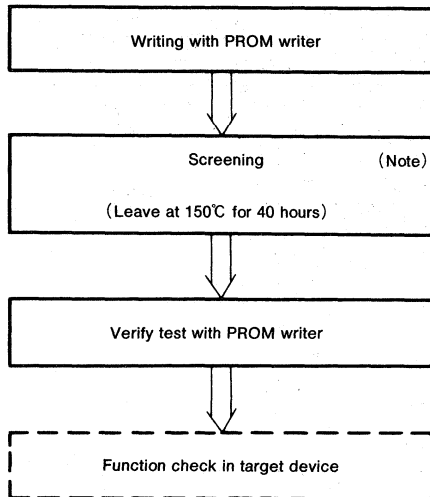 Writing with PROM writer
Screening (Note)
(Leave at 150℃ for 40 hours)
Verify test with PROM writer
Function check in target device